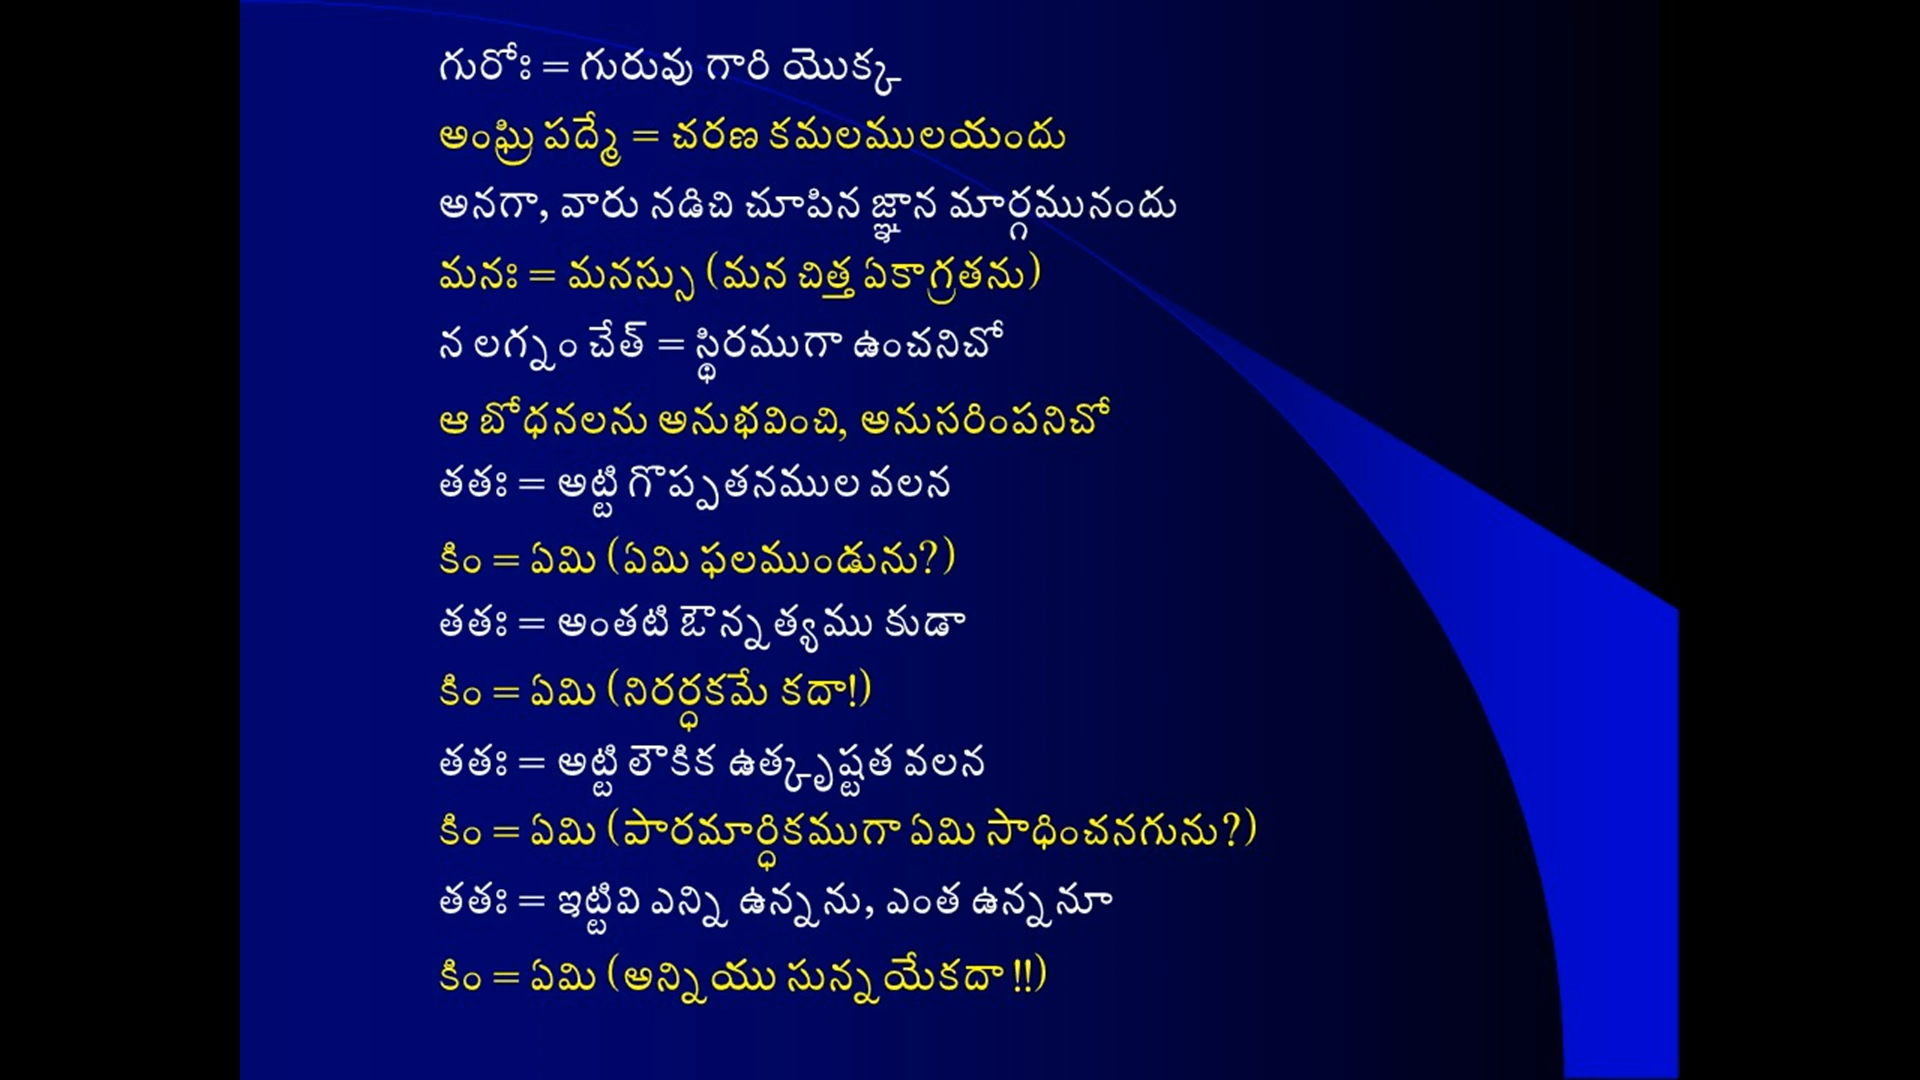 గురోః = గురువు గారి యొక్క
అంఘ్రి పద్మే = చరణ కమలములయందు
అనగా, వారు నడిచి చూపిన జ్ఞాన మార్గమునందు
మనః = మనస్సు (మన చిత్త ఏకాగ్రతను)
న లగ్నం చేత్ = స్థిరముగా ఉంచనిచో
ఆ బోధనలను అనుభవించి, అనుసరింపనిచో
తతః = అట్టి గొప్పతనముల వలన
కిం = ఏమి (ఏమి ఫలముండును?)
తతః = అంతటి ఔన్నత్యము కుడా
కిం = ఏమి (నిరర్ధకమే కదా!)
తతః = అట్టి లౌకిక ఉత్కృష్టత వలన
కిం = ఏమి (పారమార్ధికముగా ఏమి సాధించనగును?)
తతః = ఇట్టివి ఎన్ని ఉన్నను, ఎంత ఉన్ననూ
కిం = ఏమి (అన్నియు సున్నయేకదా !!)